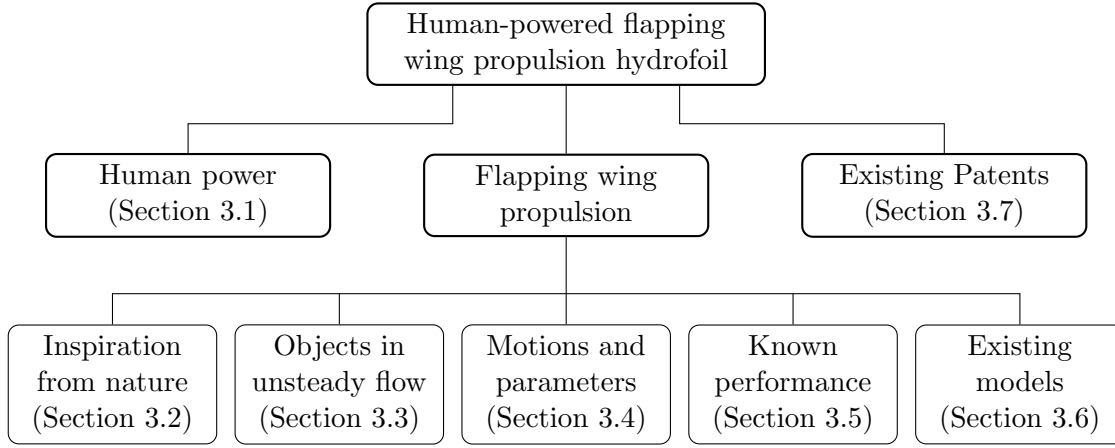 Human-powered flapping
wing propulsion hydrofoil
Human power
(Section 3.1)
Flapping wing
propulsion
Existing Patents
(Section 3.7)
Inspiration
from nature
(Section 3.2)
Objects in
unsteady flow
(Section 3.3)
Motions and
parameters
(Section 3.4)
Known
performance
(Section 3.5)
Existing
models
(Section 3.6)